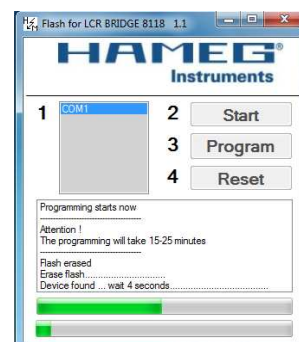 Flash for LCR BRIDGE 8118 1.1
HAMEG®
Instruments
1 COM1 2 Start
3 Program
4 Reset
Programming starts now
--------------------------------
Attention !
The programming will take 15-25 minutes
--------------------------------
Flash erased
Erase flash..............................
Device found ... wait 4 seconds.....................................